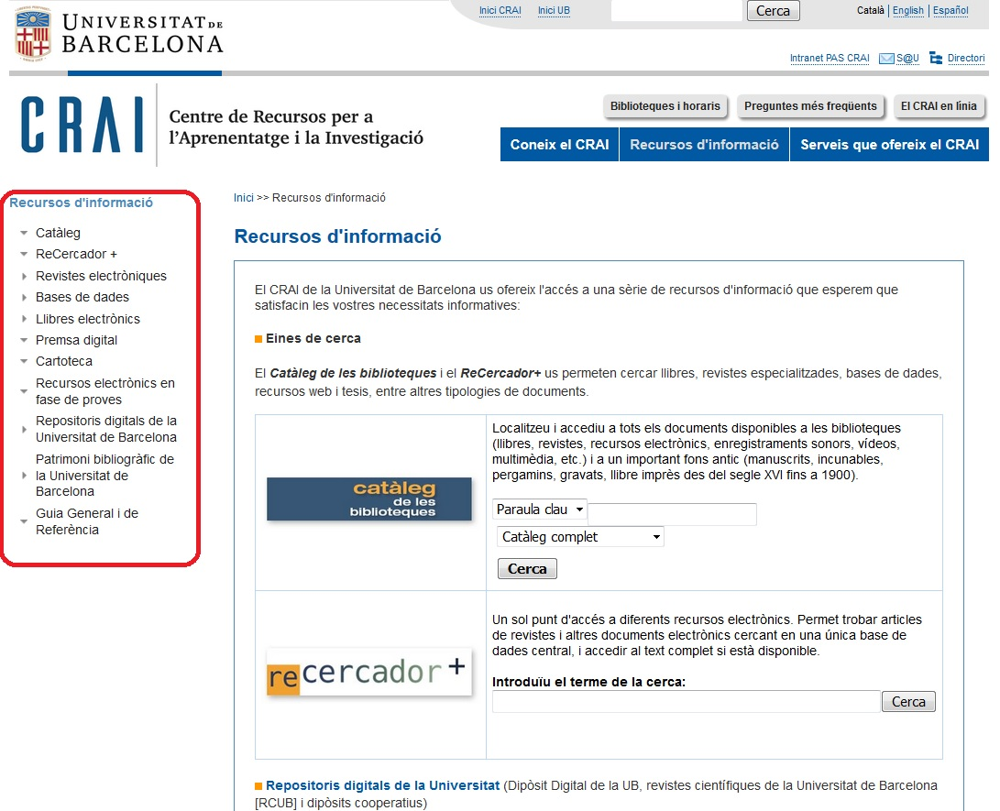 UNIVERSITAT DE
BARCELONA
Inici CRAI
Inici UB
Cerca
Català | English | Español
Intranet PAS CRAI
S@U
Directori
CRAI
Centre de Recursos per a
l'Aprenentatge i la Investigació
Biblioteques i horaris
Preguntes més freqüents
El CRAI en línia
Coneix el CRAI
Recursos d'informació
Serveis que ofereix el CRAI
Recursos d'informació
Catàleg
ReCercador +
Revistes electròniques
Bases de dades
Llibres electrònics
Premsa digital
Cartoteca
Recursos electrònics en
fase de proves
Repositoris digitals de la
Universitat de Barcelona
Patrimoni bibliogràfic de
la Universitat de
Barcelona
Guia General i de
Referència
Inici >> Recursos d'informació
Recursos d'informació
El CRAI de la Universitat de Barcelona us ofereix l'accés a una sèrie de recursos d'informació que esperem que
satisfacin les vostres necessitats informatives:
Eines de cerca
El Catàleg de les biblioteques i el ReCercador+ us permeten cercar llibres, revistes especialitzades, bases de dades,
recursos web i tesis, entre altres tipologies de documents.
catàleg
de les
biblioteques
Localitzeu i accediu a tots els documents disponibles a les biblioteques
(llibres, revistes, recursos electrònics, enregistraments sonors, vídeos,
multimèdia, etc.) i a un important fons antic (manuscrits, incunables,
pergamins, gravats, llibre imprès des del segle XVI fins a 1900).
Paraula clau
Catàleg complet
Cerca
recercador+
Un sol punt d'accés a diferents recursos electrònics. Permet trobar articles
de revistes i altres documents electrònics cercant en una única base de
dades central, i accedir al text complet si està disponible.
Introduïu el terme de la cerca:
Cerca
Repositoris digitals de la Universitat (Dipòsit Digital de la UB, revistes científiques de la Universitat de Barcelona
[RCUB] i dipòsits cooperatius)